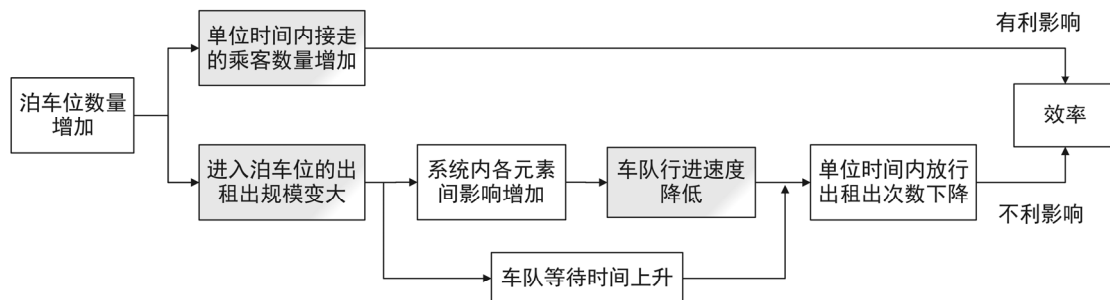 有利影响
单位时间内接走
的乘客数量增加
泊车位数量
增加
效率
进入泊车位的出
租出规模变大
系统内各元素
间影响增加
车队行进速度
降低
单位时间内放行
出租出次数下降
不利影响
车队等待时间上升